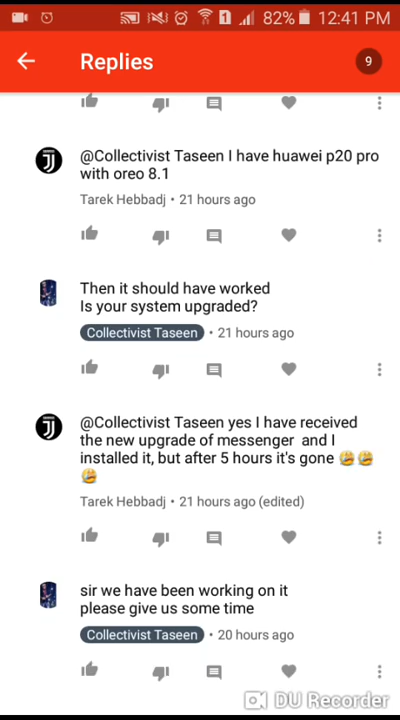 82% 12:41 PM
Replies
9
@Collectivist Taseen I have huawei p20 pro
with oreo 8.1
Tarek Hebbadj • 21 hours ago
Then it should have worked
Is your system upgraded?
Collectivist Taseen • 21 hours ago
@Collectivist Taseen yes I have received
the new upgrade of messenger and I
installed it, but after 5 hours it's gone
Tarek Hebbadj • 21 hours ago (edited)
sir we have been working on it
please give us some time
Collectivist Taseen • 20 hours ago
DU Recorder